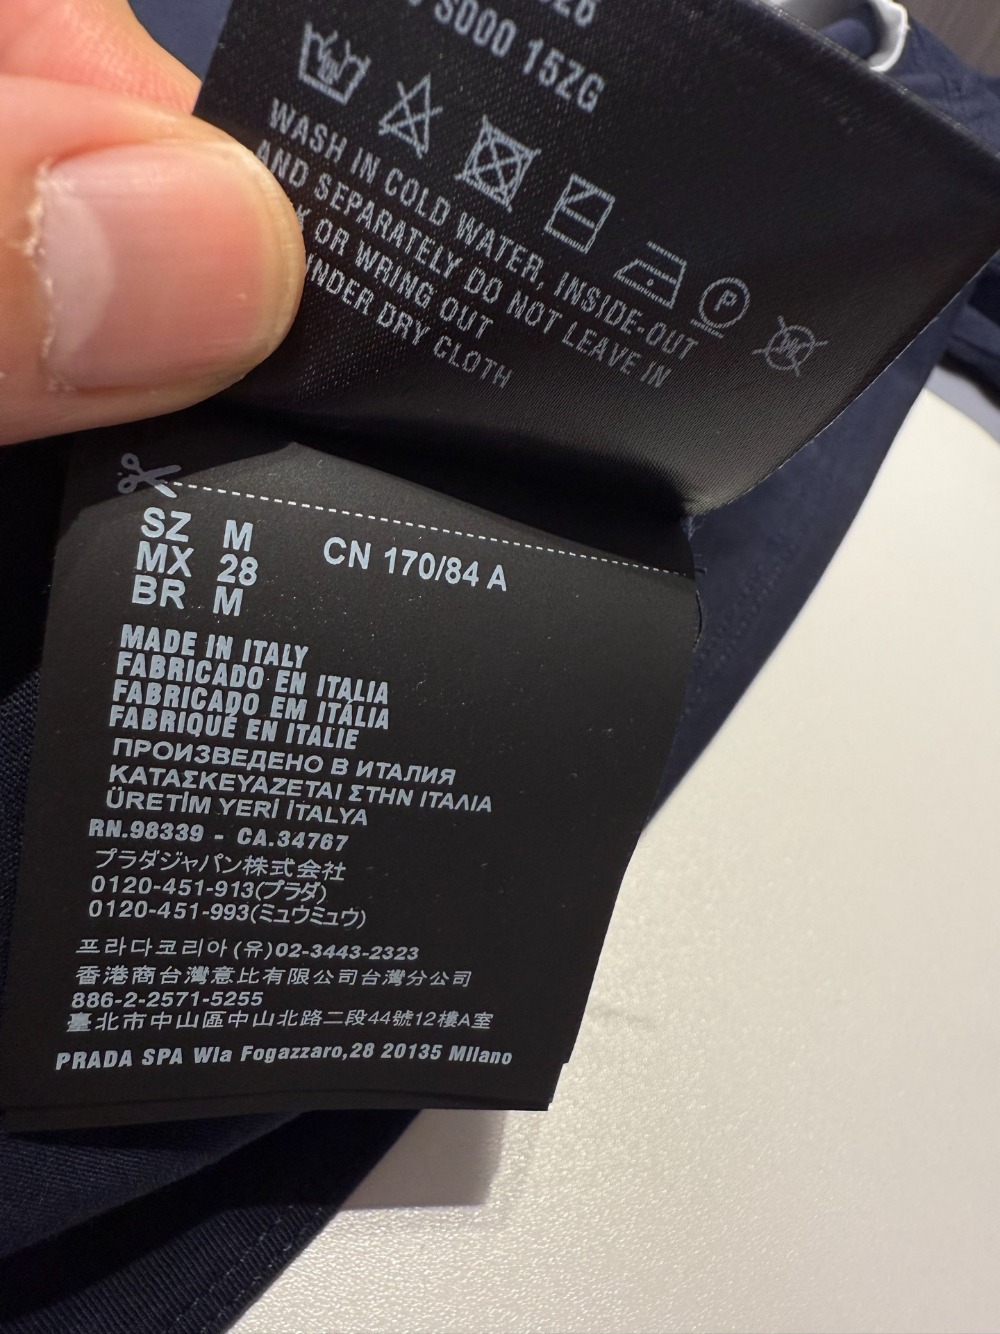 S000 15ZG
WASH IN COLD WATER, INSIDE-OUT
AND SEPARATELY DO NOT LEAVE IN
OR WRING OUT
UNDER DRY CLOTH
SZ M
MX 28
BR M
CN 170/84 A
MADE IN ITALY
FABRICADO EN ITALIA
FABRICADO EM ITÁLIA
FABRIQUÉ EN ITALIE
ПРОИЗВЕДЕНО В ИТАЛИЯ
ΚΑΤΑΣΚΕΥΑΖΕΤΑΙ ΣΤΗΝ ΙΤΑΛΙΑ
ÜRETİM YERİ İTALYA
RN.98339 - CA.34767
プラダジャパン株式会社
0120-451-913(プラダ)
0120-451-993(ミュウミュウ)
프라다코리아(유)02-3443-2323
香港商台灣意比有限公司台灣分公司
886-2-2571-5255
臺北市中山區中山北路二段44號12樓A室
PRADA SPA WIa Fogazzaro,28 20135 Milano